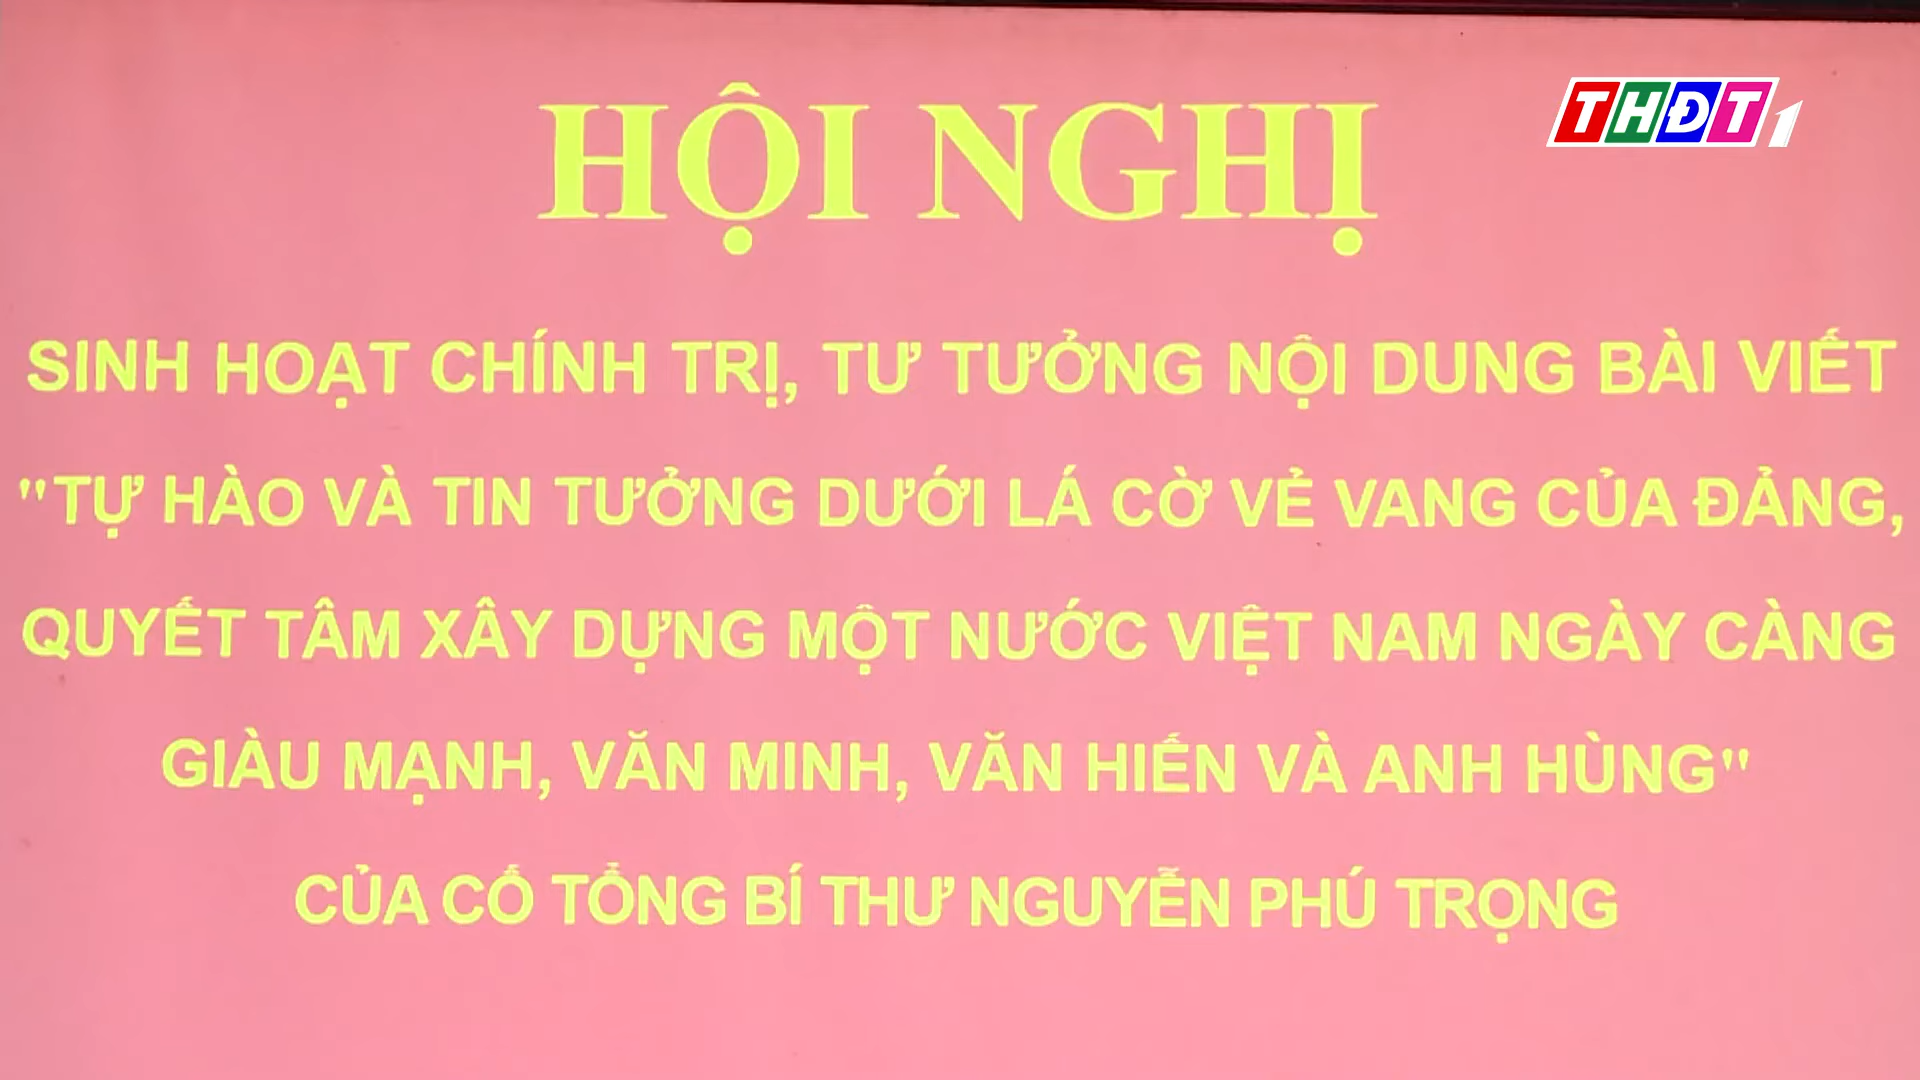 HỘI NGHỊ
THĐT1
SINH HOẠT CHÍNH TRỊ, TƯ TƯỞNG NỘI DUNG BÀI VIẾT
"TỰ HÀO VÀ TIN TƯỞNG DƯỚI LÁ CỜ VẺ VANG CỦA ĐẢNG,
QUYẾT TÂM XÂY DỰNG MỘT NƯỚC VIỆT NAM NGÀY CÀNG
GIÀU MẠNH, VĂN MINH, VĂN HIẾN VÀ ANH HÙNG"
CỦA CỐ TỔNG BÍ THƯ NGUYỄN PHÚ TRỌNG